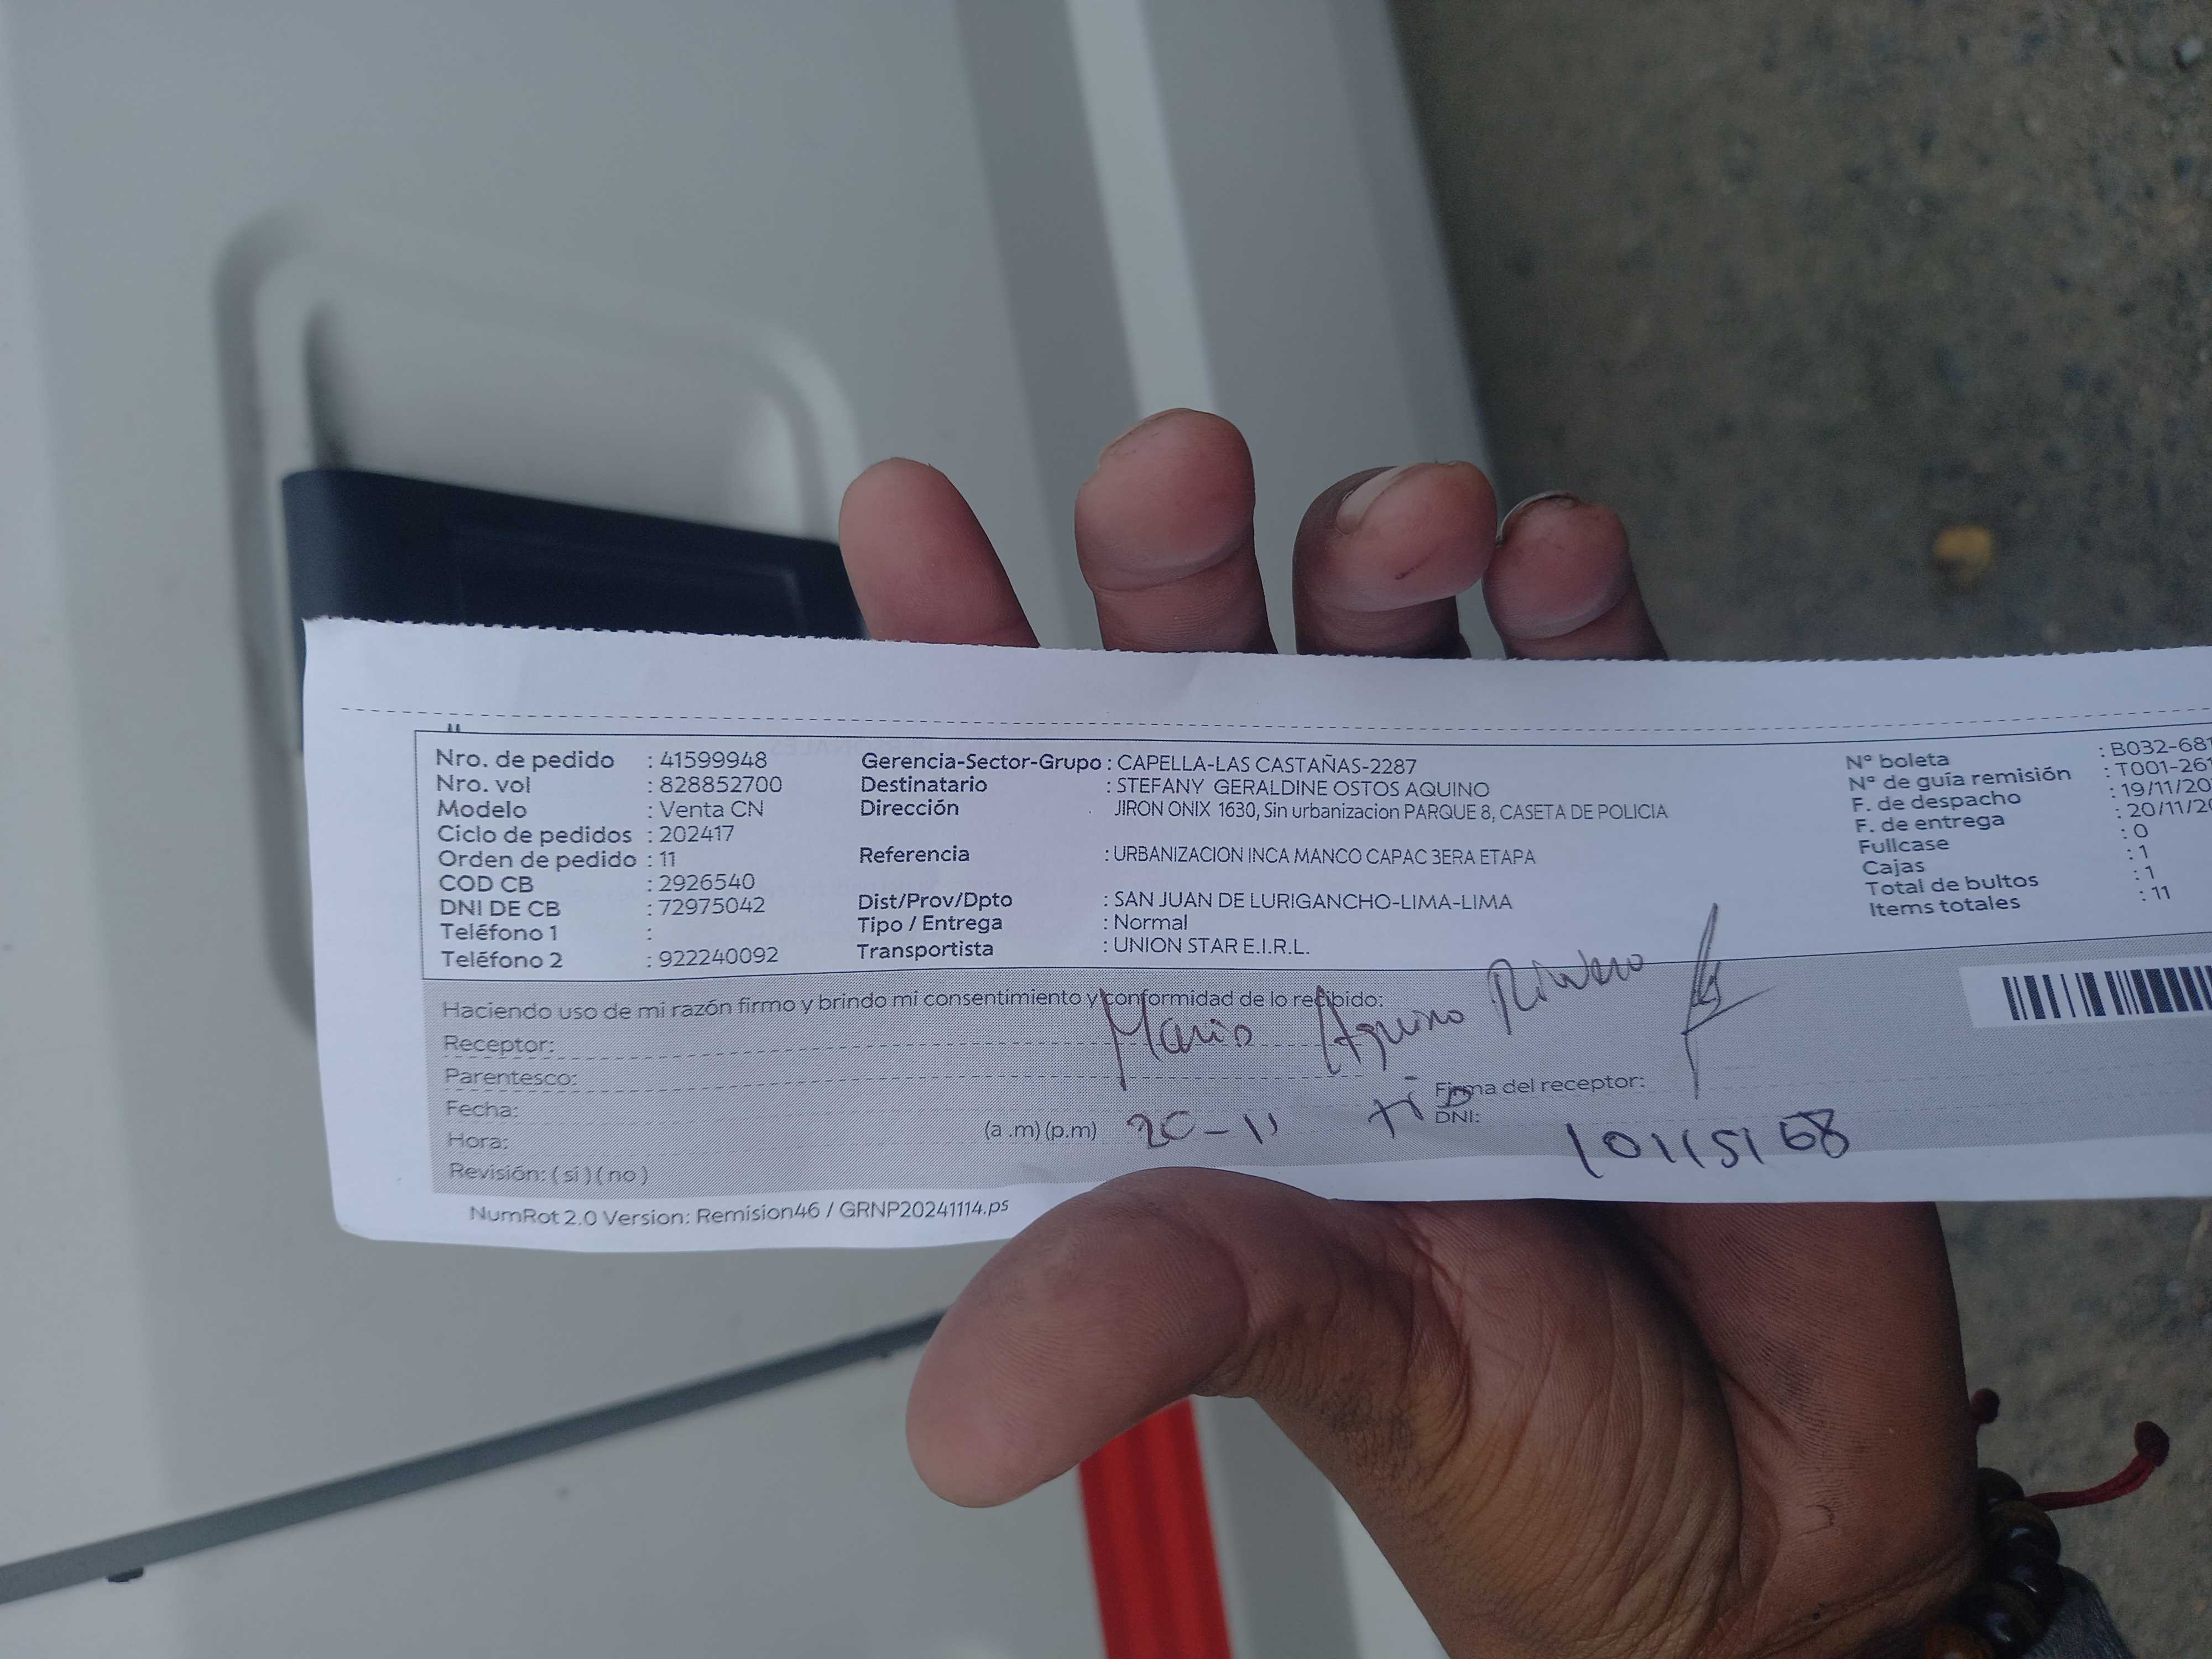 Nro. de pedido : 41599948
Nro. vol : 828852700
Modelo : Venta CN
Ciclo de pedidos : 202417
Orden de pedido : 11
COD CB : 2926540
DNI DE CB : 72975042
Teléfono 1 :
Teléfono 2 : 922240092
Gerencia-Sector-Grupo : CAPELLA-LAS CASTAÑAS-2287
Destinatario : STEFANY GERALDINE OSTOS AQUINO
Dirección JIRON ONIX 1630, Sin urbanizacion PARQUE 8, CASETA DE POLICIA
Referencia : URBANIZACION INCA MANCO CAPAC 3ERA ETAPA
Dist/Prov/Dpto : SAN JUAN DE LURIGANCHO-LIMA-LIMA
Tipo / Entrega : Normal
Transportista : UNION STAR E.I.R.L.
N° boleta : B032-681
N° de guía remisión : T001-261
F. de despacho : 19/11/20
F. de entrega : 20/11/20
Fullcase : 0
Cajas : 1
Total de bultos : 1
Items totales : 11
Haciendo uso de mi razón firmo y brindo mi consentimiento y conformidad de lo recibido:
Receptor: Aquino
Parentesco:
Fecha:
Hora: (a .m) (p.m) 20-11
Revisión: ( si ) ( no )
Firma del receptor:
DNI:
NumRot 2.0 Version: Remision46 / GRNP20241114.ps